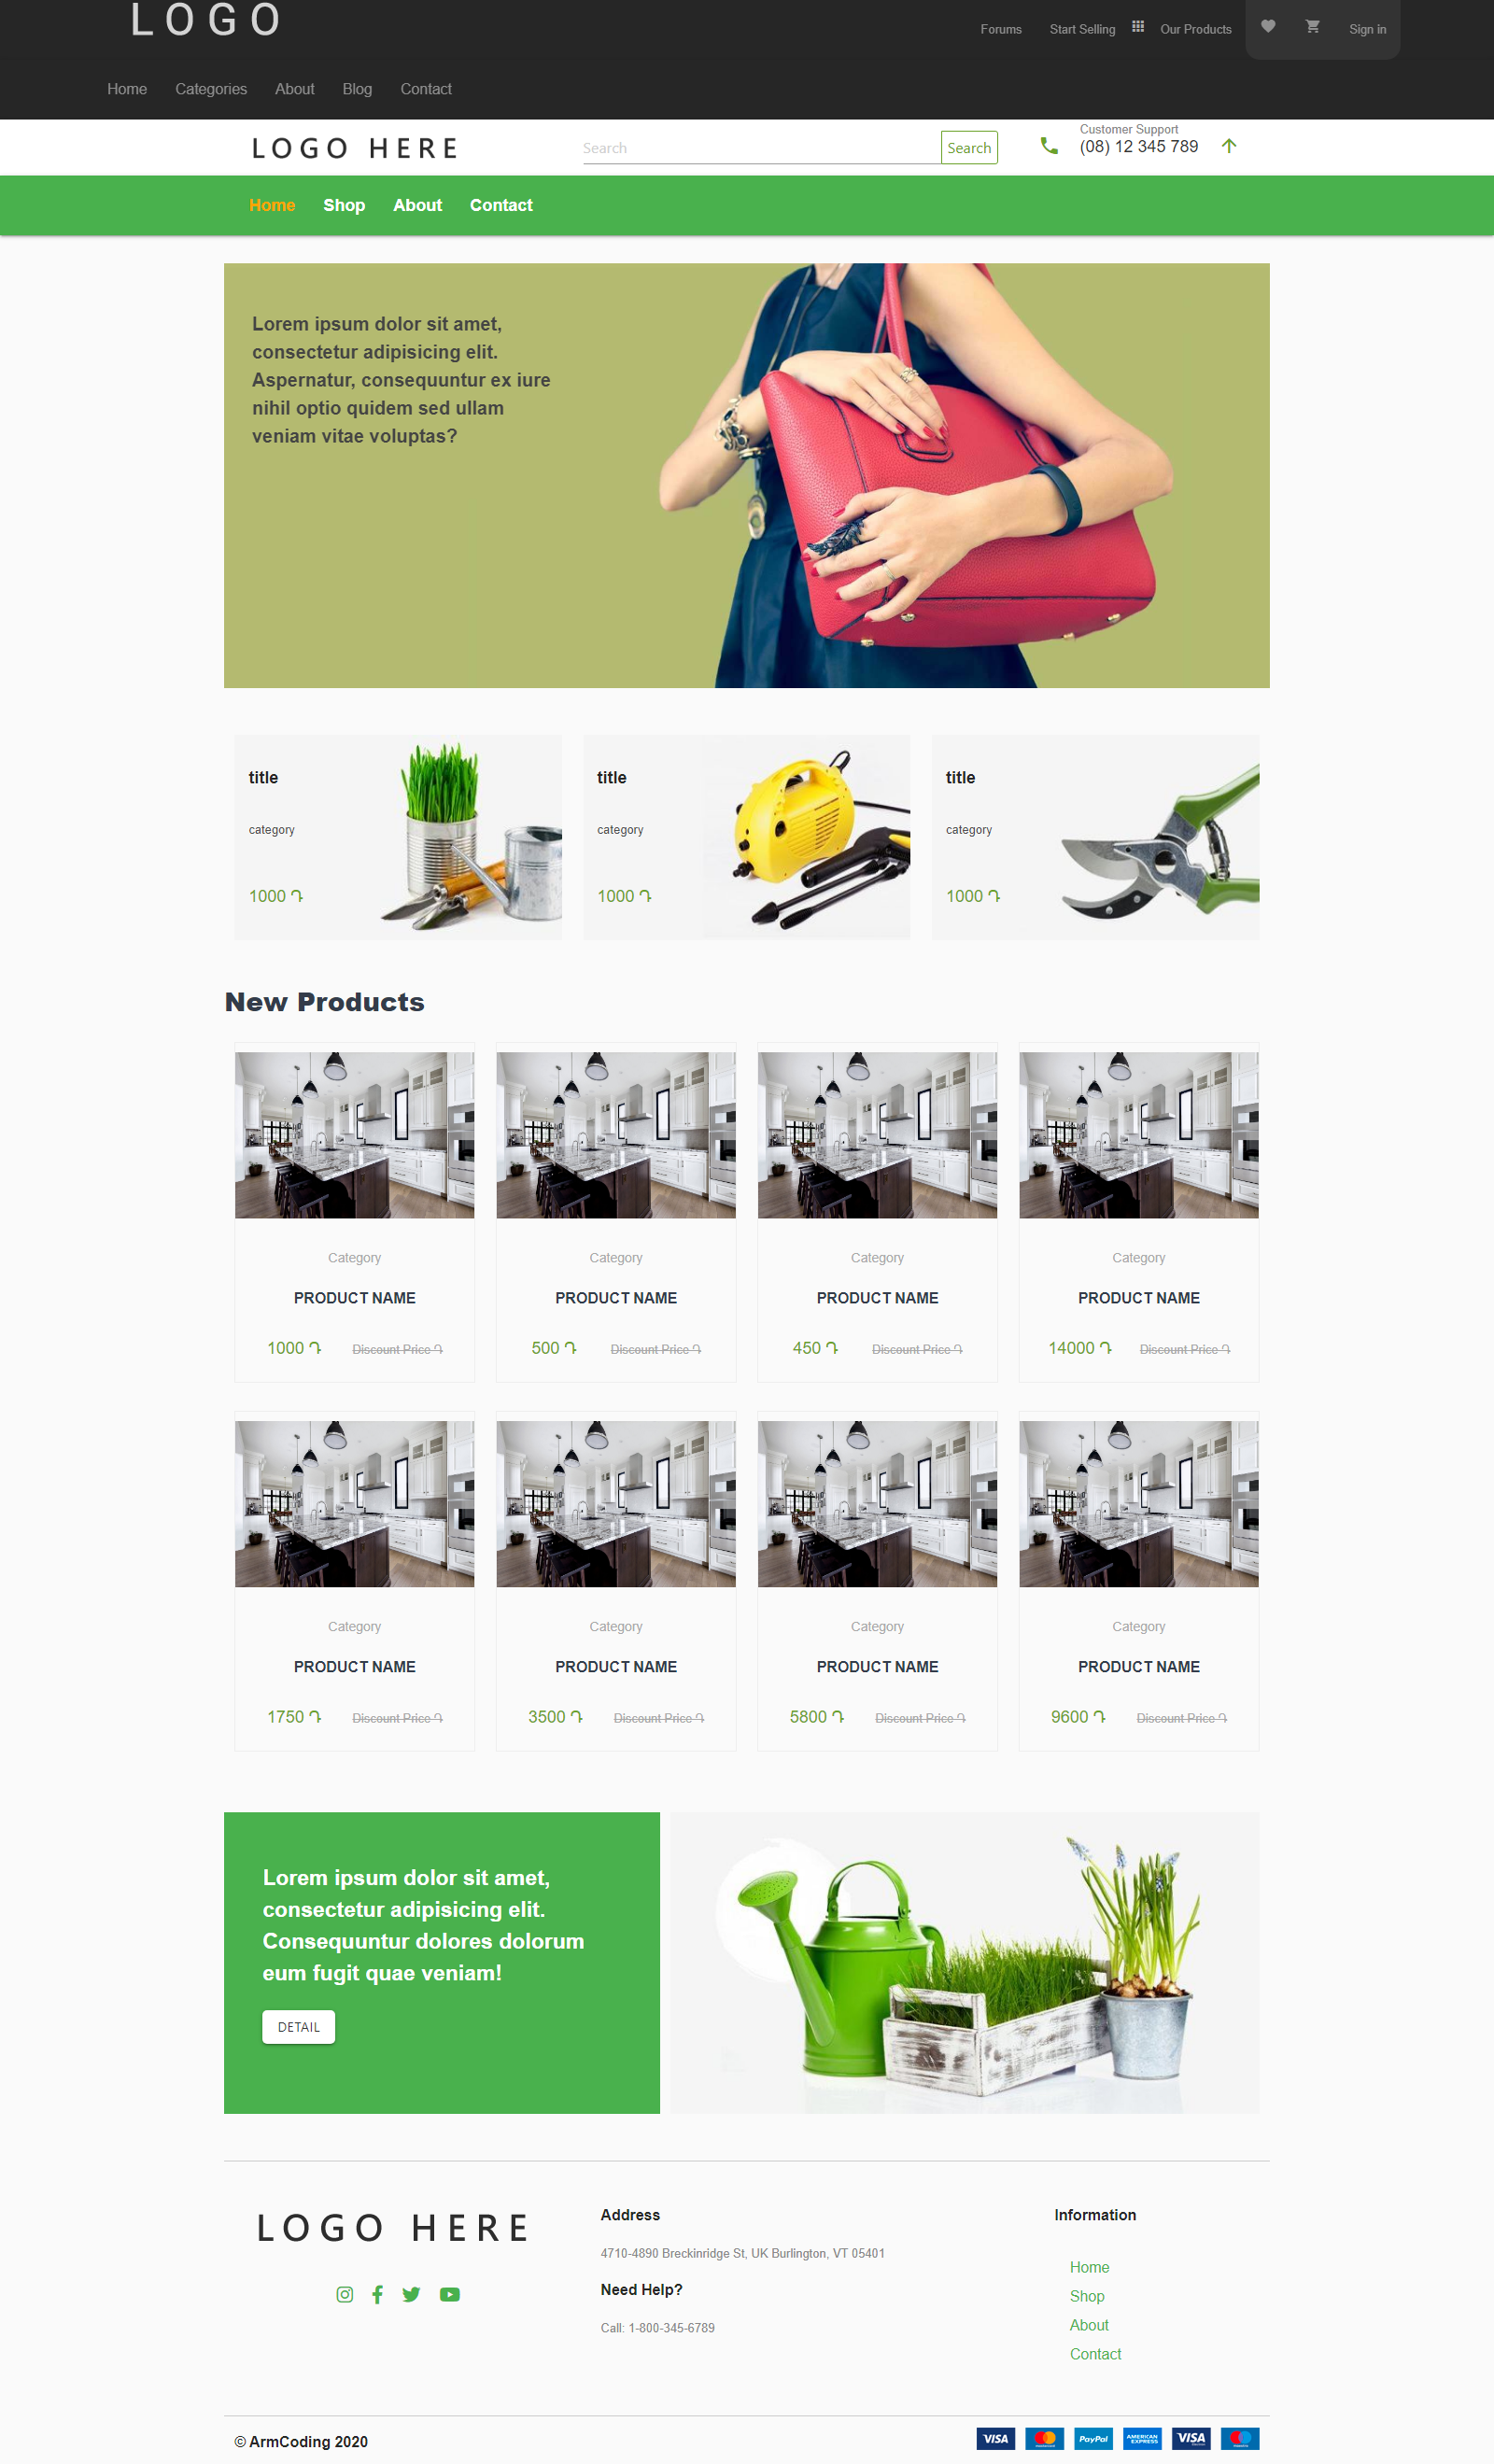 LOGO
Forums Start Selling Our Products Sign in
Home Categories About Blog Contact
LOGO HERE
Search Search
Customer Support
(08) 12 345 789
Home Shop About Contact
Lorem ipsum dolor sit amet,
consectetur adipisicing elit.
Aspernatur, consequuntur ex iure
nihil optio quidem sed ullam
veniam vitae voluptas?
title
category
1000 Դ
title
category
1000 Դ
title
category
1000 Դ
New Products
Category
PRODUCT NAME
1000 Դ Discount Price Դ
Category
PRODUCT NAME
500 Դ Discount Price Դ
Category
PRODUCT NAME
450 Դ Discount Price Դ
Category
PRODUCT NAME
14000 Դ Discount Price Դ
Category
PRODUCT NAME
1750 Դ Discount Price Դ
Category
PRODUCT NAME
3500 Դ Discount Price Դ
Category
PRODUCT NAME
5800 Դ Discount Price Դ
Category
PRODUCT NAME
9600 Դ Discount Price Դ
Lorem ipsum dolor sit amet,
consectetur adipisicing elit.
Consequuntur dolores dolorum
eum fugit quae veniam!
DETAIL
LOGO HERE
Address
4710-4890 Breckinridge St, UK Burlington, VT 05401
Need Help?
Call: 1-800-345-6789
Information
Home
Shop
About
Contact
© ArmCoding 2020
VISA PayPal AMERICAN EXPRESS VISA